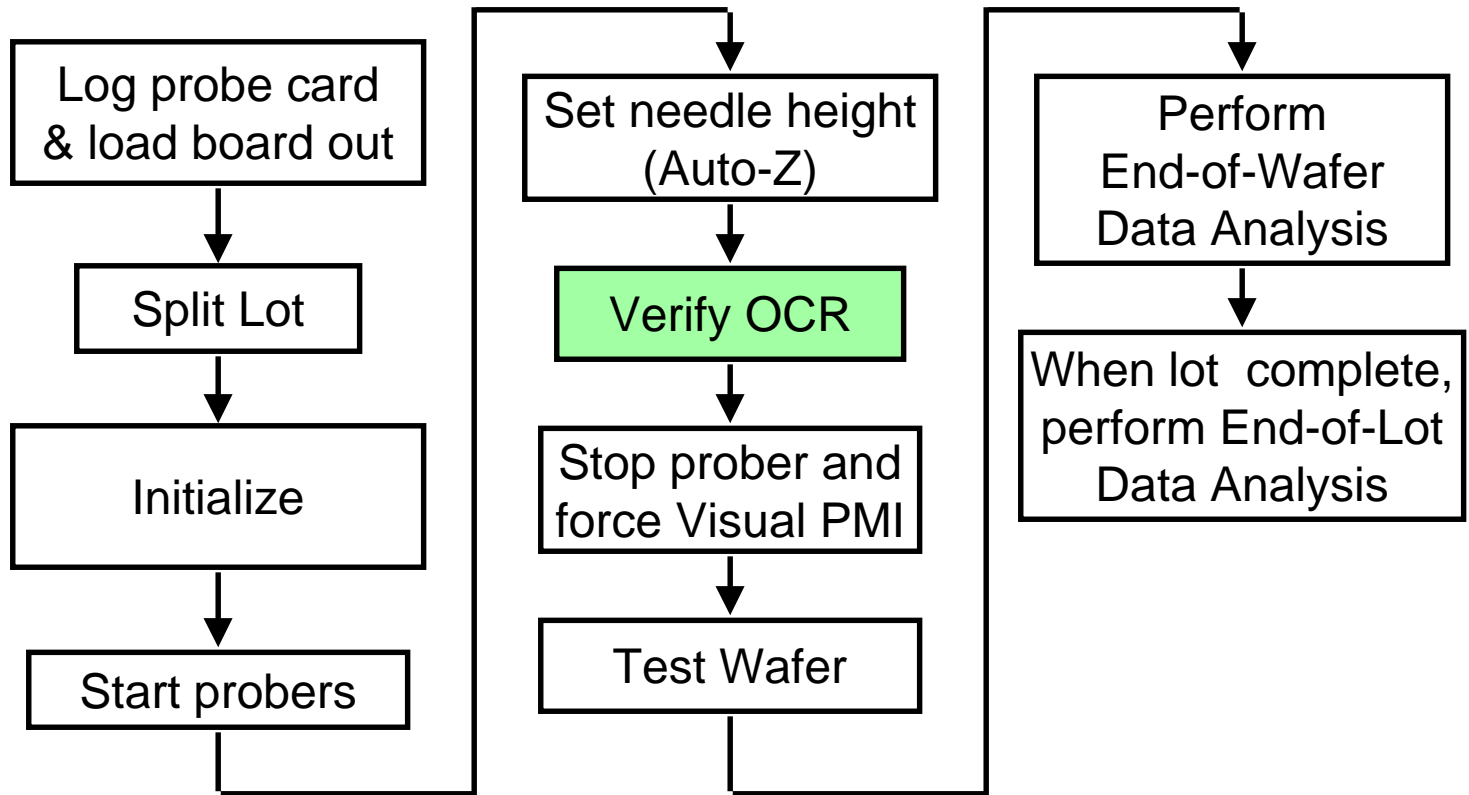 Log probe card
& load board out
Split Lot
Initialize
Start probers
Set needle height
(Auto-Z)
Verify OCR
Stop prober and
force Visual PMI
Test Wafer
Perform
End-of-Wafer
Data Analysis
When lot  complete,
perform End-of-Lot
Data Analysis